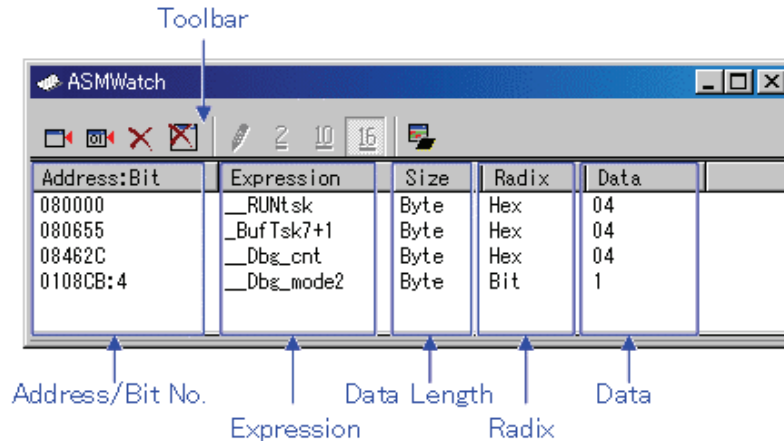 Toolbar
ASMWatch
2 10 16
Address:Bit Expression Size Radix Data
080000 __RUNtsk Byte Hex 04
080655 _BufTsk7+1 Byte Hex 04
08462C __Dbg_cnt Byte Hex 04
0108CB:4 __Dbg_mode2 Byte Bit 1
Address/Bit No. Data Length Data
Expression Radix